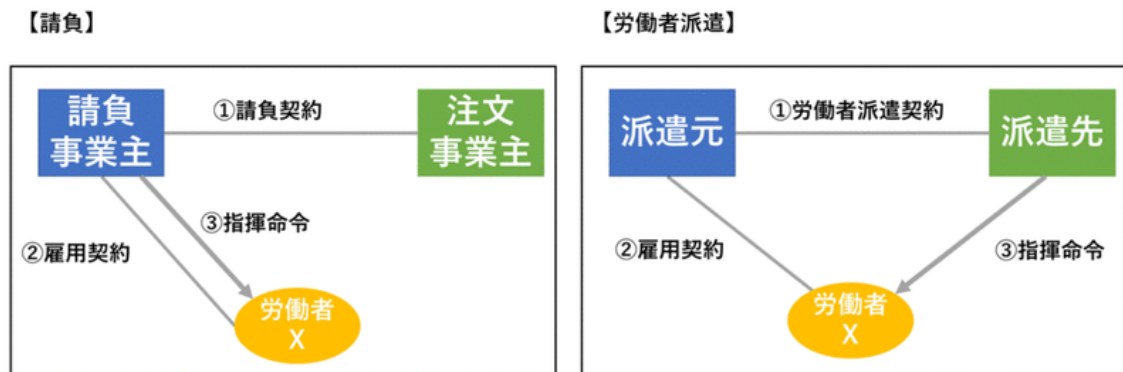 【請負】
請負
事業主
①請負契約
注文
事業主
③指揮命令
②雇用契約
労働者
X
【労働者派遣】
派遣元
①労働者派遣契約
派遣先
②雇用契約
③指揮命令
労働者
X